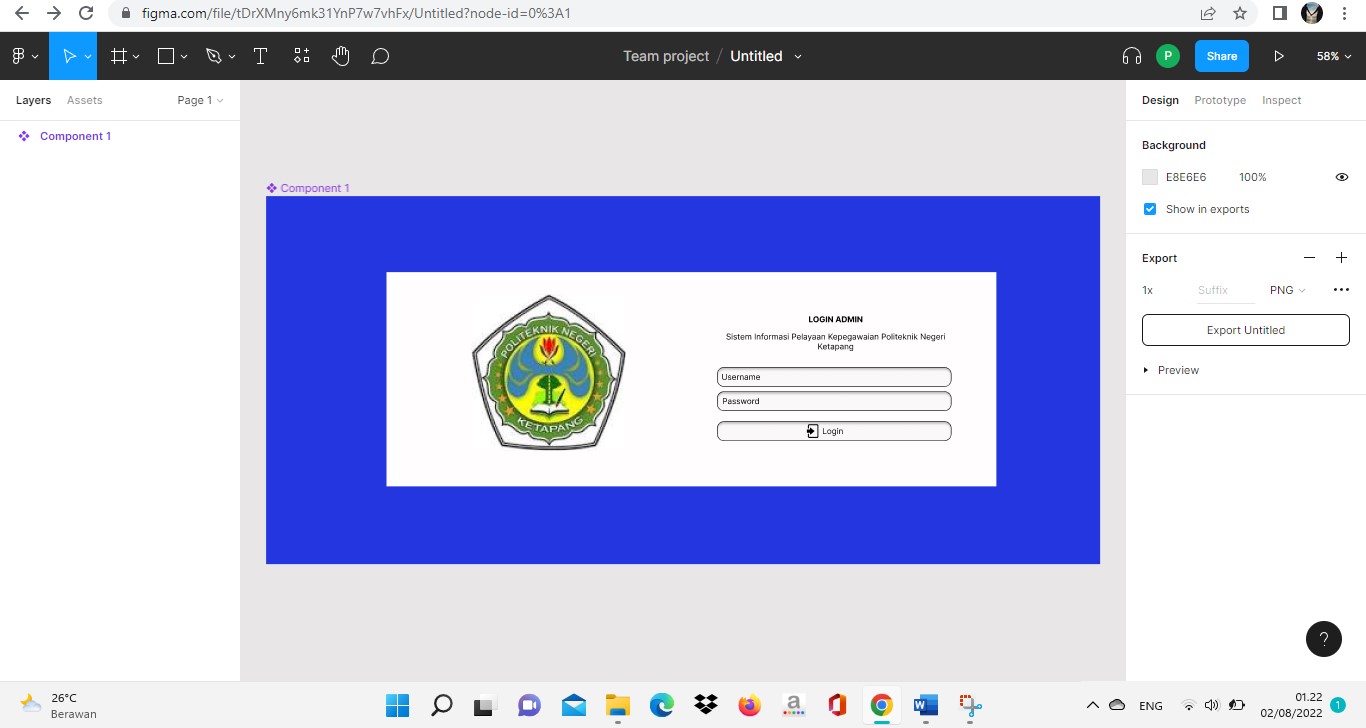 figma.com/file/tDrXMny6mk31YnP7w7vhFx/Untitled?node-id=0%3A1
Team project / Untitled
P
Share
58%
Layers
Assets
Page 1
Component 1
Component 1
POLITEKNIK NEGERI
KETAPANG
LOGIN ADMIN
Sistem Informasi Pelayaan Kepegawaian Politeknik Negeri
Ketapang
Username
Password
Login
Design
Prototype
Inspect
Background
E8E6E6
100%
Show in exports
Export
1x
Suffix
PNG
Export Untitled
Preview
?
26°C
Berawan
a
W
ENG
01.22
02/08/2022
1